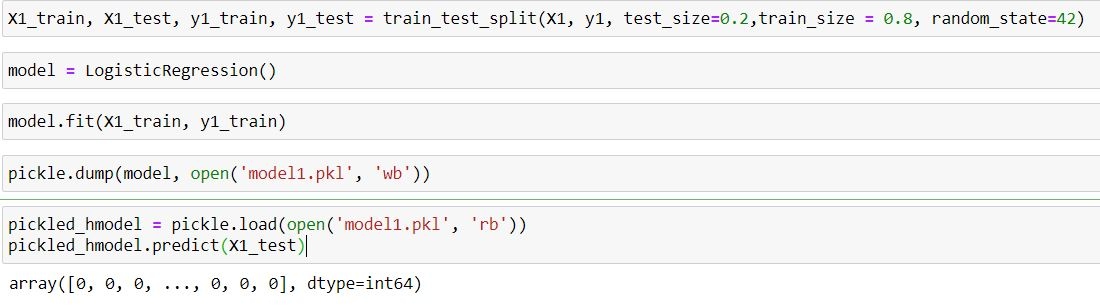 X1_train, X1_test, y1_train, y1_test = train_test_split(X1, y1, test_size=0.2,train_size = 0.8, random_state=42)
model = LogisticRegression()
model.fit(X1_train, y1_train)
pickle.dump(model, open('model1.pkl', 'wb'))
pickled_hmodel = pickle.load(open('model1.pkl', 'rb'))
pickled_hmodel.predict(X1_test)
array([0, 0, 0, ..., 0, 0, 0], dtype=int64)